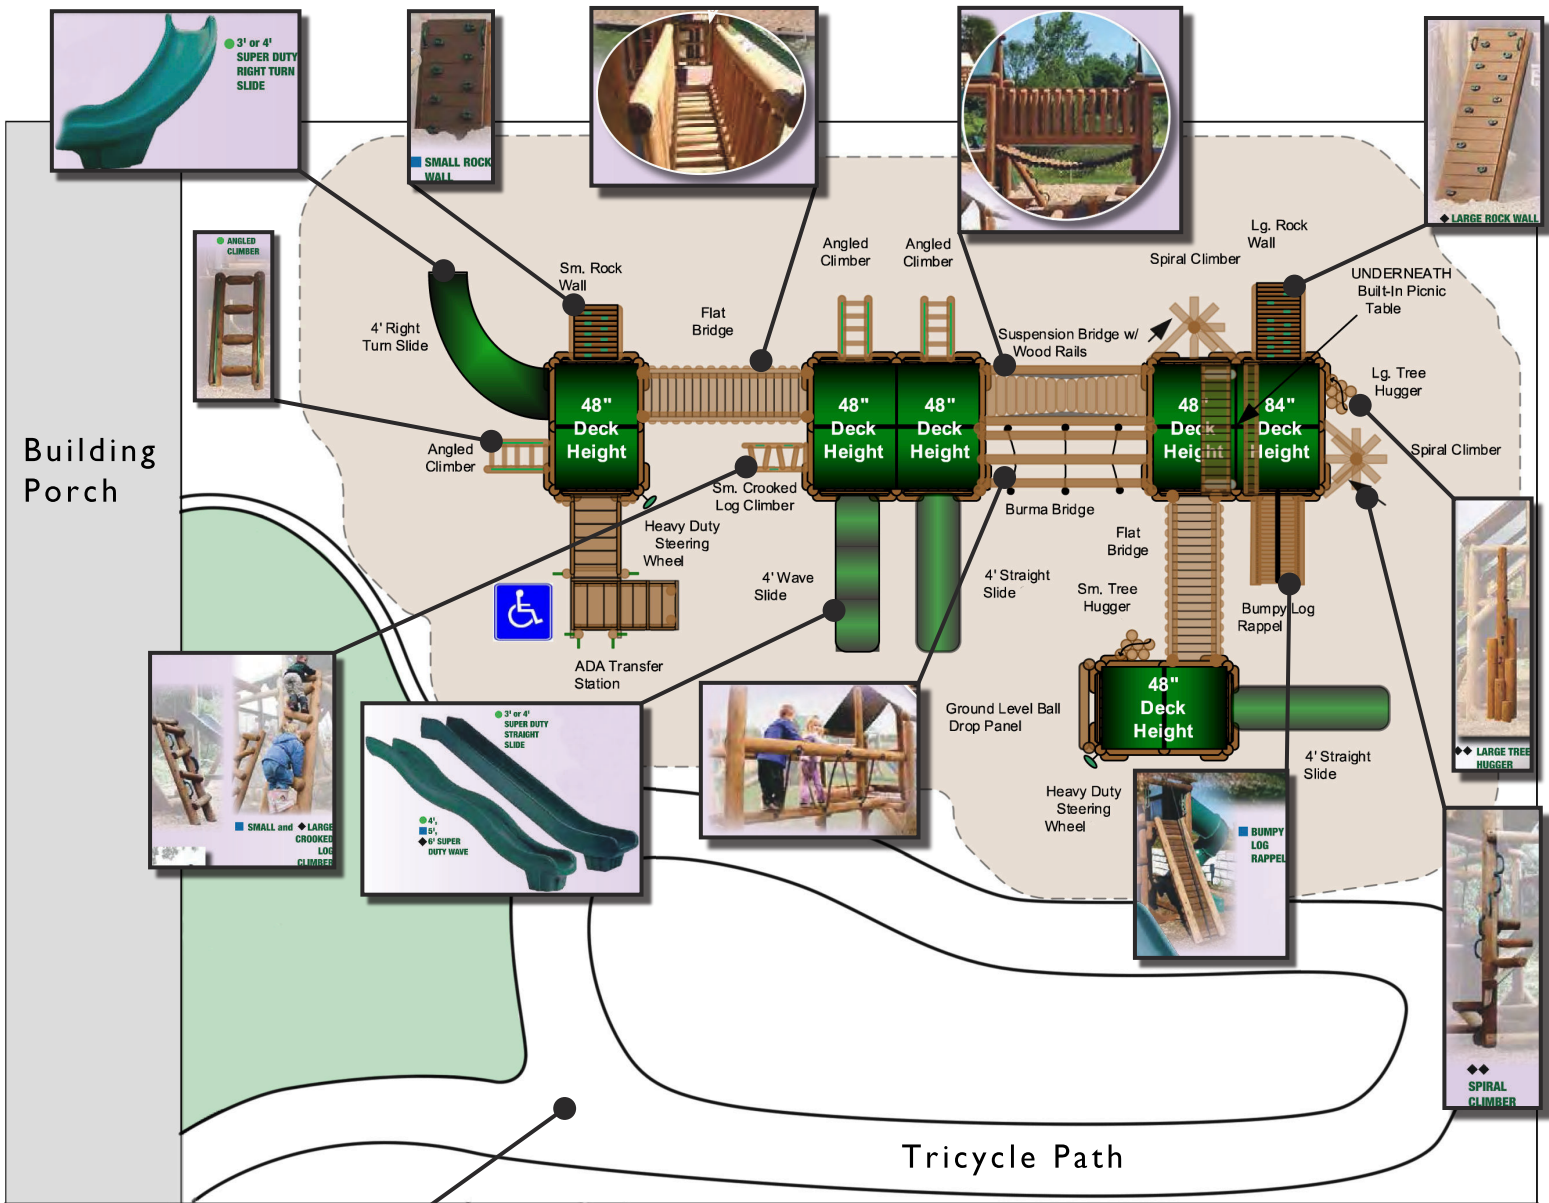 3' or 4'
SUPER DUTY
RIGHT TURN
SLIDE
SMALL ROCK
WALL
LARGE ROCK WALL
ANGLED
CLIMBER
Sm. Rock
Wall
Flat
Bridge
Angled
Climber
Angled
Climber
Spiral Climber
Lg. Rock
Wall
UNDERNEATH
Built-In Picnic
Table
4' Right
Turn Slide
Suspension Bridge w/
Wood Rails
Lg. Tree
Hugger
48"
Deck
Height
48"
Deck
Height
48"
Deck
Height
48"
Deck
Height
84"
Deck
Height
Building
Porch
Angled
Climber
Sm. Crooked
Log Climber
Burma Bridge
Spiral Climber
Heavy Duty
Steering
Wheel
Flat
Bridge
4' Wave
Slide
4' Straight
Slide
Sm. Tree
Hugger
Bumpy Log
Rappel
ADA Transfer
Station
48"
Deck
Height
Ground Level Ball
Drop Panel
4' Straight
Slide
Heavy Duty
Steering
Wheel
LARGE TREE
HUGGER
SMALL and LARGE
CROOKED
LOG
CLIMBER
3' or 4'
SUPER DUTY
STRAIGHT
SLIDE
4',
5',
6' SUPER
DUTY WAVE
BUMPY
LOG
RAPPEL
SPIRAL
CLIMBER
Tricycle Path